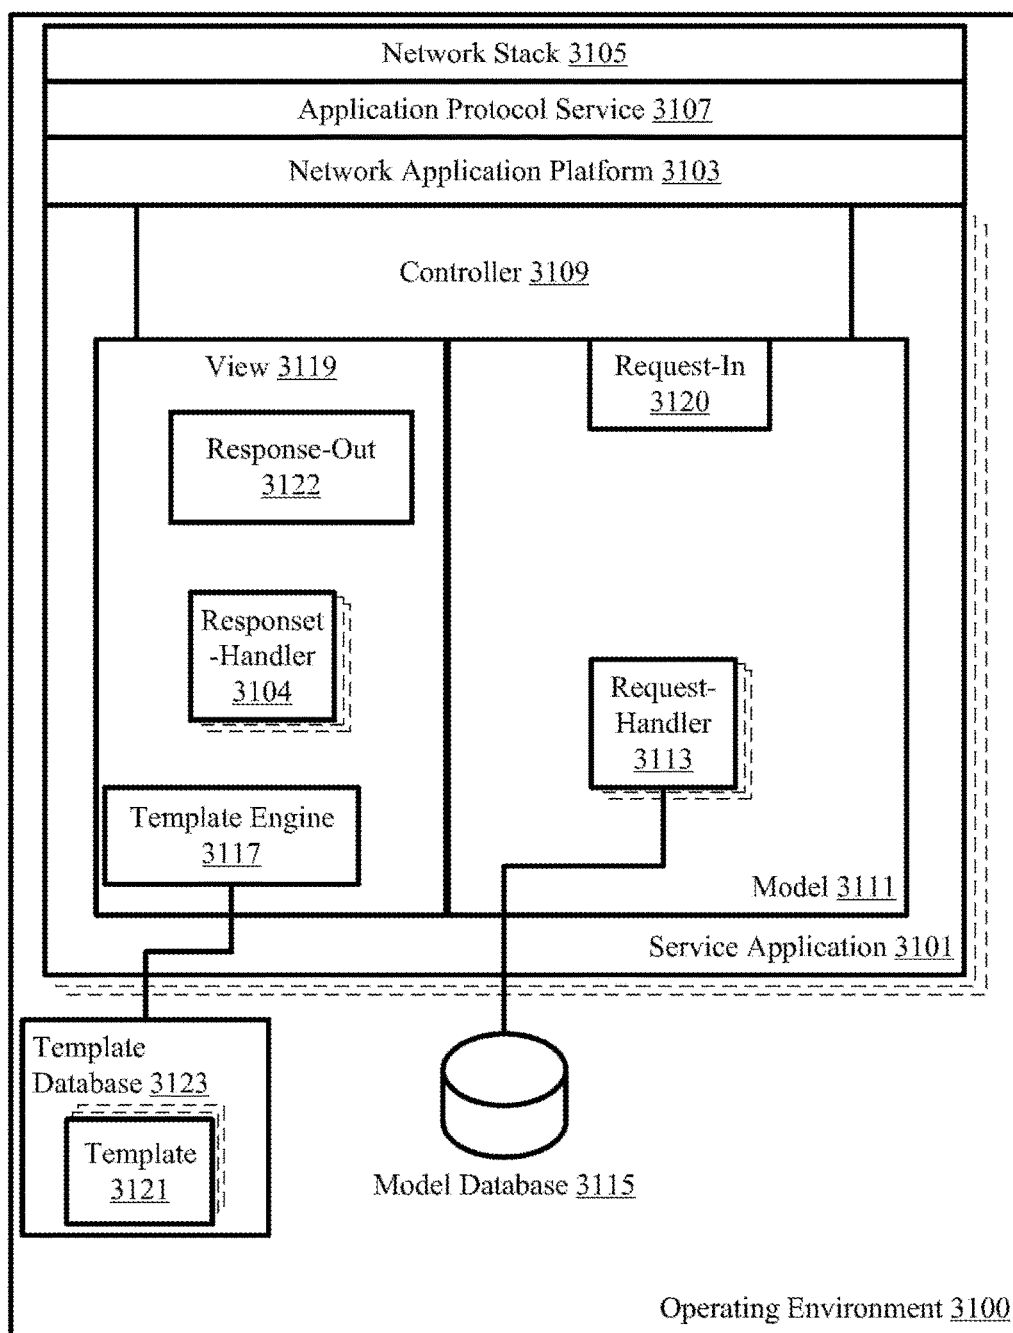 Network Stack 3105
Application Protocol Service 3107
Network Application Platform 3103
Controller 3109
View 3119
Request-In
3120
Response-Out
3122
Responset
-Handler
3104
Request-
Handler
3113
Template Engine
3117
Model 3111
Service Application 3101
Template
Database 3123
Template
3121
Model Database 3115
Operating Environment 3100